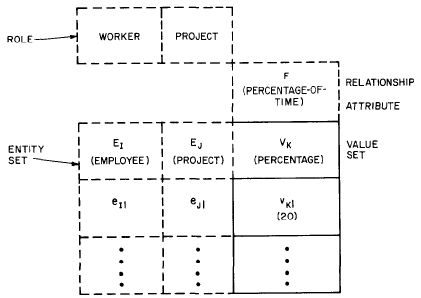 ROLE
WORKER
PROJECT
F
(PERCENTAGE-OF-
TIME)
RELATIONSHIP
ATTRIBUTE
ENTITY
SET
E_I
(EMPLOYEE)
E_J
(PROJECT)
V_K
(PERCENTAGE)
VALUE
SET
e_I1
e_J1
v_K1
(20)